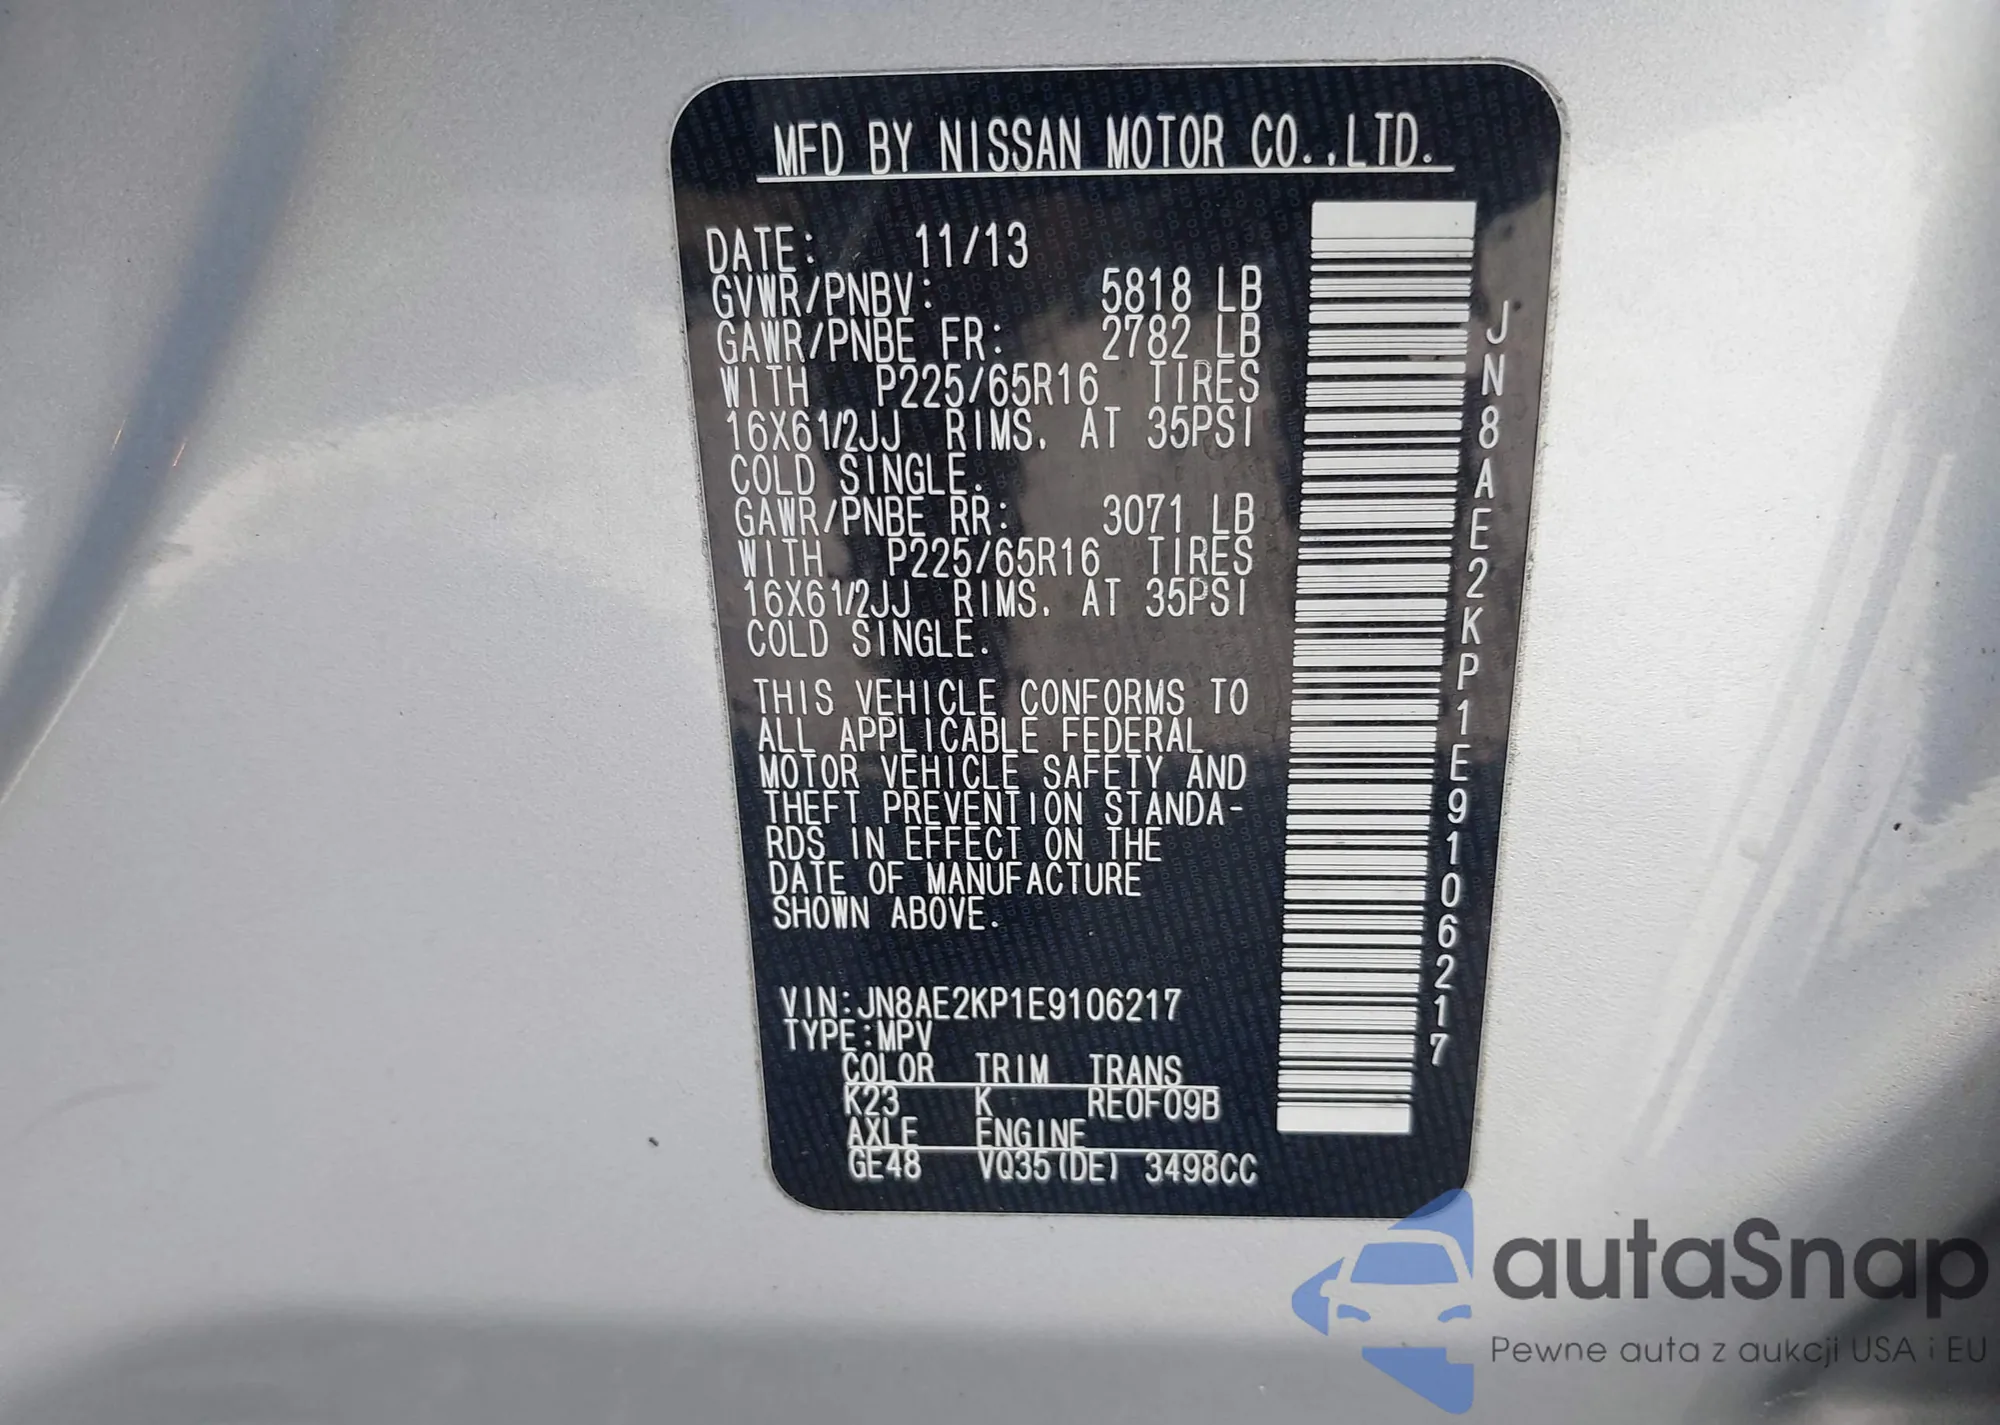 MFD BY NISSAN MOTOR CO.,LTD.
DATE: 11/13
GVWR/PNBV: 5818 LB
GAWR/PNBE FR: 2782 LB
WITH P225/65R16 TIRES
16X61/2JJ RIMS, AT 35PSI
COLD SINGLE.
GAWR/PNBE RR: 3071 LB
WITH P225/65R16 TIRES
16X61/2JJ RIMS, AT 35PSI
COLD SINGLE.
THIS VEHICLE CONFORMS TO
ALL APPLICABLE FEDERAL
MOTOR VEHICLE SAFETY AND
THEFT PREVENTION STANDA-
RDS IN EFFECT ON THE
DATE OF MANUFACTURE
SHOWN ABOVE.
VIN:JN8AE2KP1E9106217
TYPE:MPV
COLOR TRIM TRANS
K23 K RE0F09B
AXLE ENGINE
GE48 VQ35(DE) 3498CC
JN8AE2KP1E9106217
autaSnap
Pewne auta z aukcji USA i EU